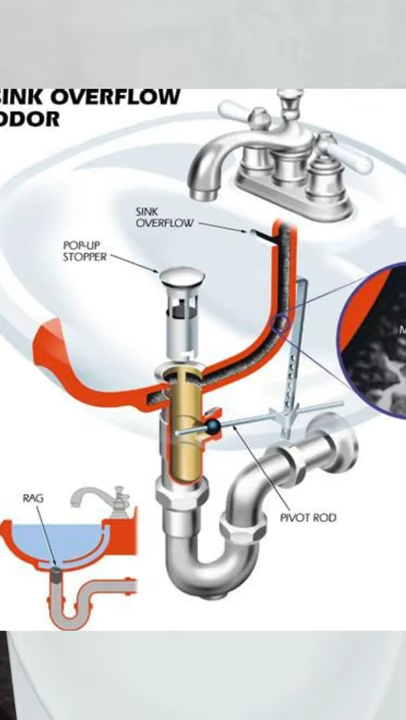 SINK OVERFLOW
ODOR
SINK
OVERFLOW
POP-UP
STOPPER
M
RAG
PIVOT ROD